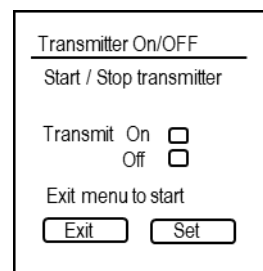 Transmitter On/OFF
Start / Stop transmitter
Transmit On
Off
Exit menu to start
Exit Set